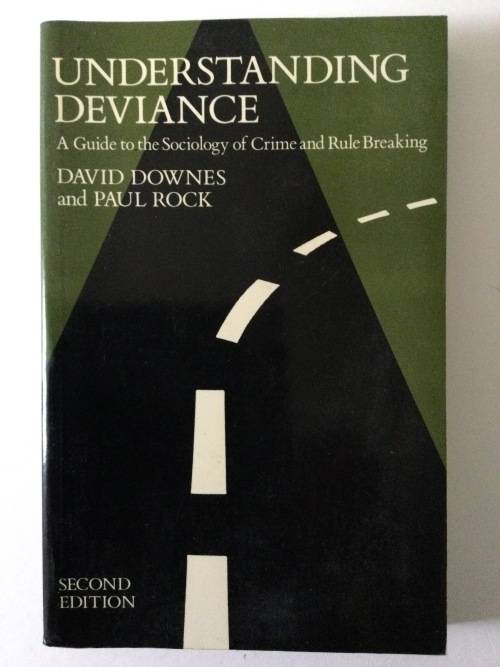 UNDERSTANDING
DEVIANCE
A Guide to the Sociology of Crime and Rule Breaking
DAVID DOWNES
and PAUL ROCK
SECOND
EDITION